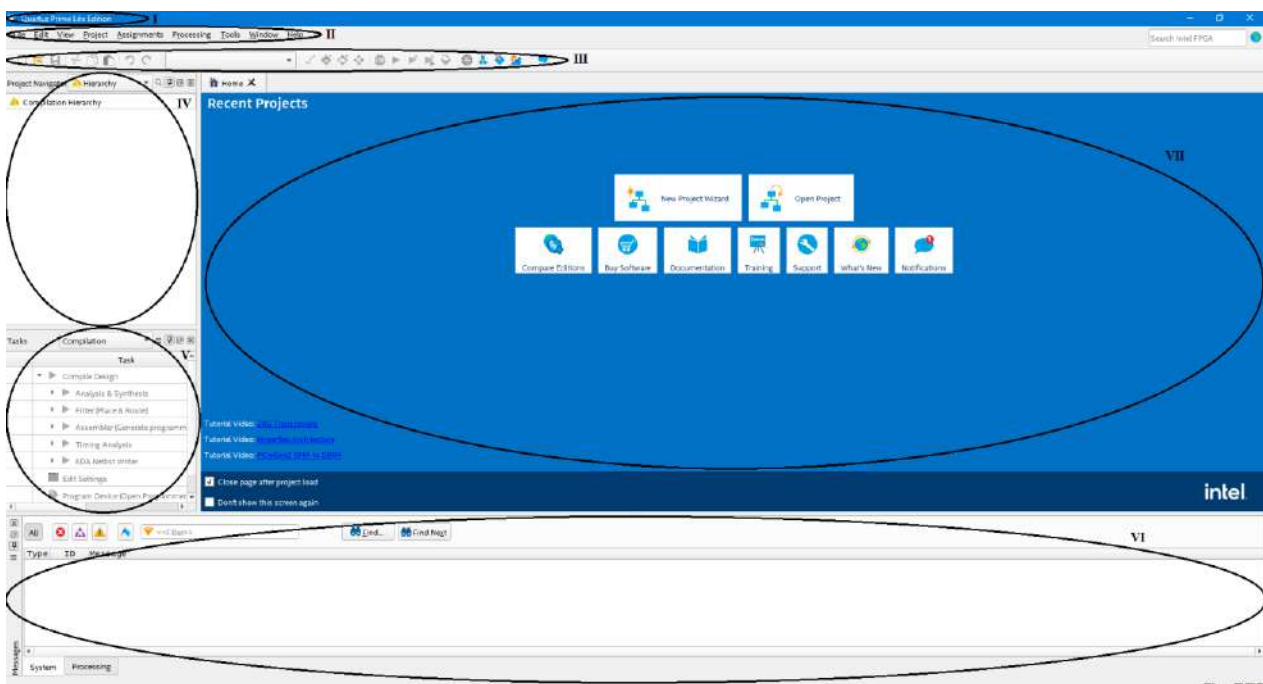 Quartus Prime Lite Edition I
File Edit View Project Assignments Processing Tools Window Help II
Search Intel FPGA
III
Project Navigator Hierarchy
Compilation Hierarchy IV
Home
Recent Projects
VII
New Project Wizard Open Project
Compare Editions Buy Software Documentation Training Support What's New Notifications
Tasks Compilation
V
Task
Compile Design
Analysis & Synthesis
Fitter (Place & Route)
Assembler (Generate programm
Timing Analysis
EDA Netlist Writer
Edit Settings
Program Device (Open Programmer
Tutorial Video:
Tutorial Video:
Tutorial Video:
Close page after project load
Don't show this screen again
intel
All <<Filter>> Find... Find Next
VI
Type ID Message
Messages
System Processing